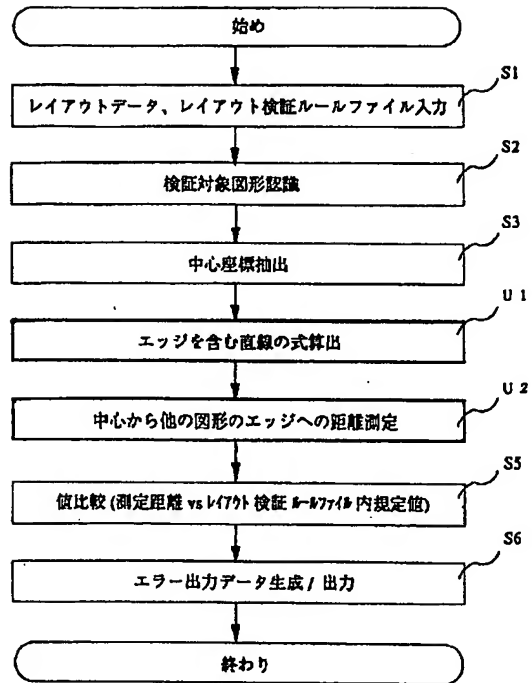 始め
S1
レイアウトデータ、レイアウト検証ルールファイル入力
S2
検証対象図形認識
S3
中心座標抽出
U1
エッジを含む直線の式算出
U2
中心から他の図形のエッジへの距離測定
S5
値比較(測定距離 vs レイアウト検証ルールファイル内規定値)
S6
エラー出力データ生成/出力
終わり